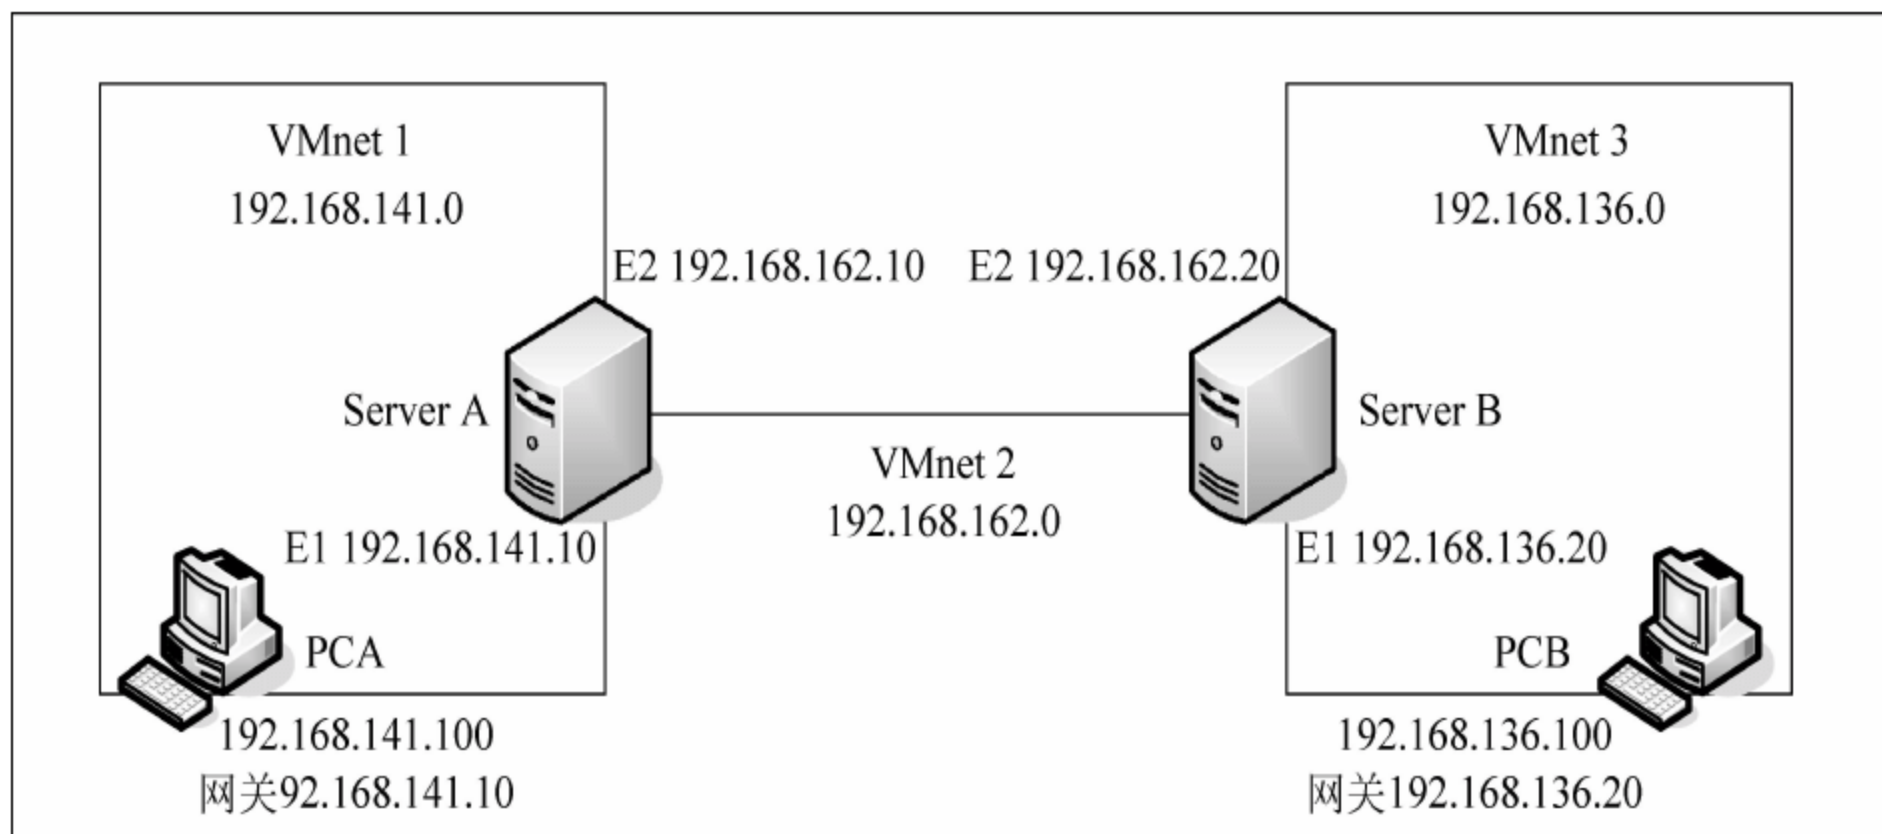 VMnet 1
192.168.141.0
VMnet 3
192.168.136.0
E2 192.168.162.10
E2 192.168.162.20
Server A
Server B
VMnet 2
192.168.162.0
E1 192.168.141.10
E1 192.168.136.20
PCA
PCB
192.168.141.100
网关92.168.141.10
192.168.136.100
网关192.168.136.20